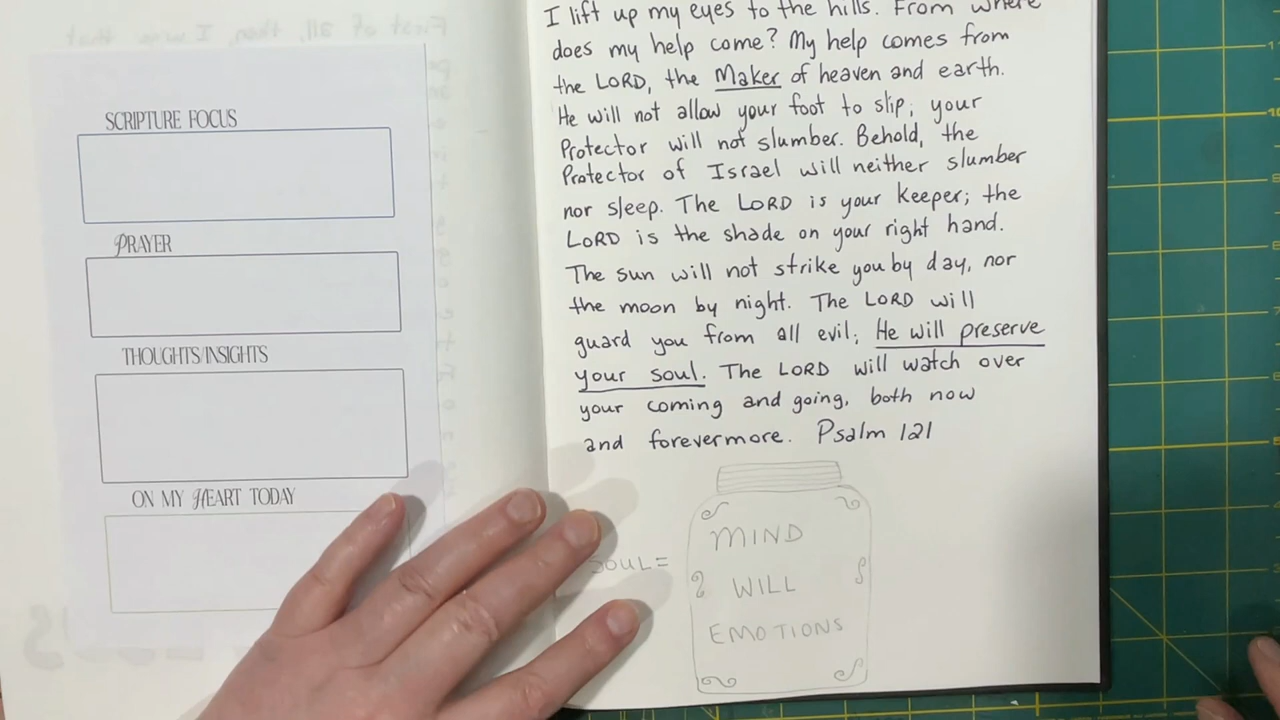 First of all, then, I urge that
SCRIPTURE FOCUS
PRAYER
THOUGHTS/INSIGHTS
ON MY HEART TODAY
I lift up my eyes to the hills. From where
does my help come? My help comes from
the LORD, the Maker of heaven and earth.
He will not allow your foot to slip; your
Protector will not slumber. Behold, the
Protector of Israel will neither slumber
nor sleep. The LORD is your keeper; the
LORD is the shade on your right hand.
The sun will not strike you by day, nor
the moon by night. The LORD will
guard you from all evil; He will preserve
your soul. The LORD will watch over
your coming and going, both now
and forevermore. Psalm 121
SOUL =
MIND
WILL
EMOTIONS